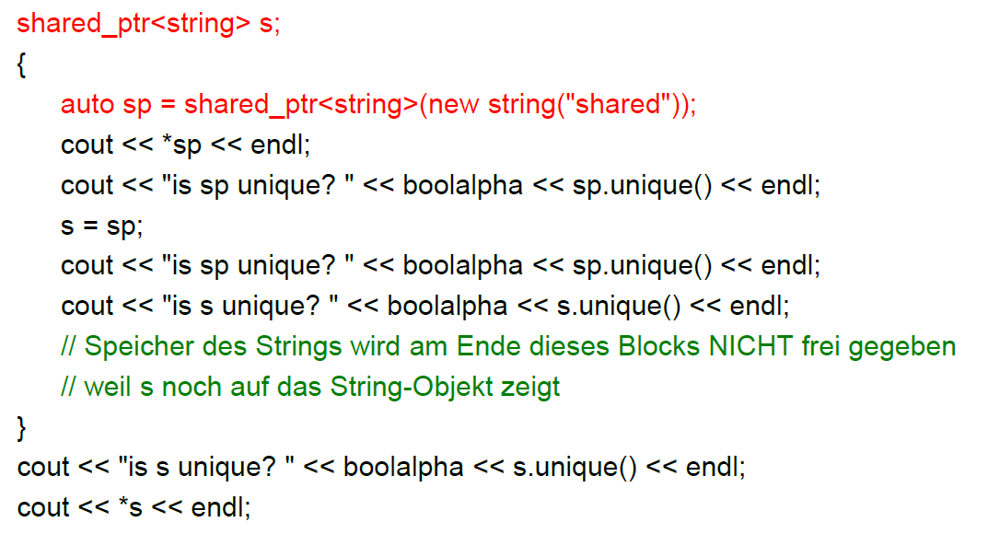 shared_ptr<string> s;
{
auto sp = shared_ptr<string>(new string("shared"));
cout << *sp << endl;
cout << "is sp unique? " << boolalpha << sp.unique() << endl;
s = sp;
cout << "is sp unique? " << boolalpha << sp.unique() << endl;
cout << "is s unique? " << boolalpha << s.unique() << endl;
// Speicher des Strings wird am Ende dieses Blocks NICHT frei gegeben
// weil s noch auf das String-Objekt zeigt
}
cout << "is s unique? " << boolalpha << s.unique() << endl;
cout << *s << endl;